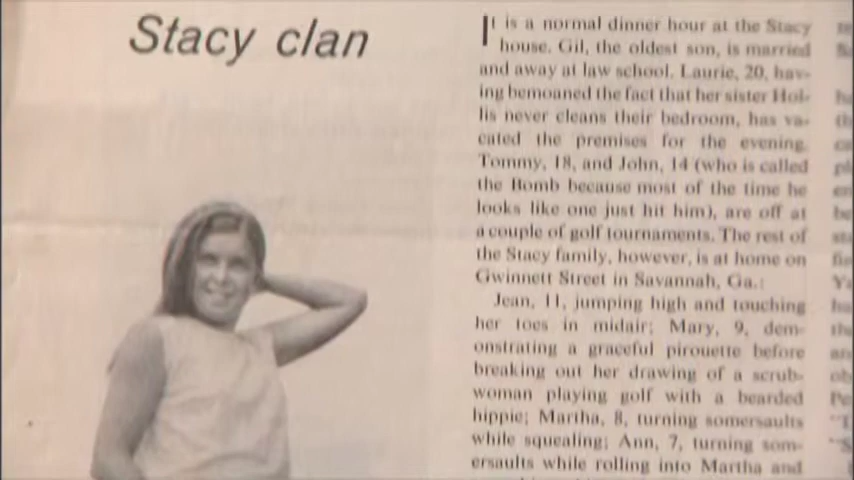 Stacy clan
It is a normal dinner hour at the Stacy
house. Gil, the oldest son, is married
and away at law school. Laurie, 20, hav-
ing bemoaned the fact that her sister Hol-
lis never cleans their bedroom, has va-
cated the premises for the evening.
Tommy, 18, and John, 14 (who is called
the Bomb because most of the time he
looks like one just hit him), are off at
a couple of golf tournaments. The rest of
the Stacy family, however, is at home on
Gwinnett Street in Savannah, Ga.:
Jean, 11, jumping high and touching
her toes in midair; Mary, 9, dem-
onstrating a graceful pirouette before
breaking out her drawing of a scrub-
woman playing golf with a bearded
hippie; Martha, 8, turning somersaults
while squealing; Ann, 7, turning som-
ersaults while rolling into Martha and